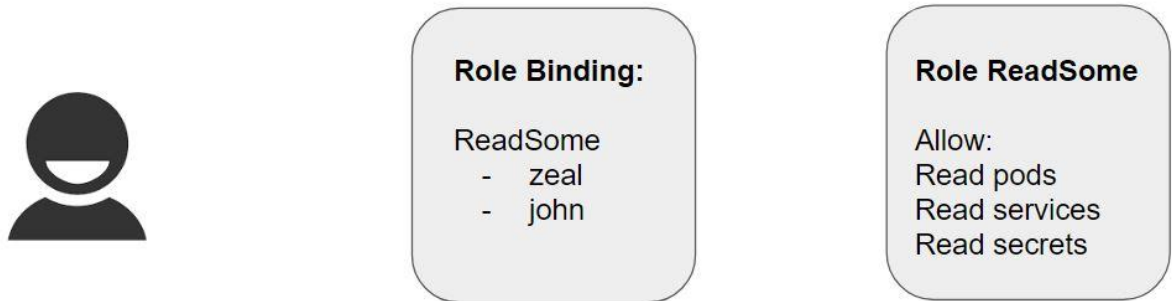 Role Binding:
ReadSome
- zeal
- john
Role ReadSome
Allow:
Read pods
Read services
Read secrets